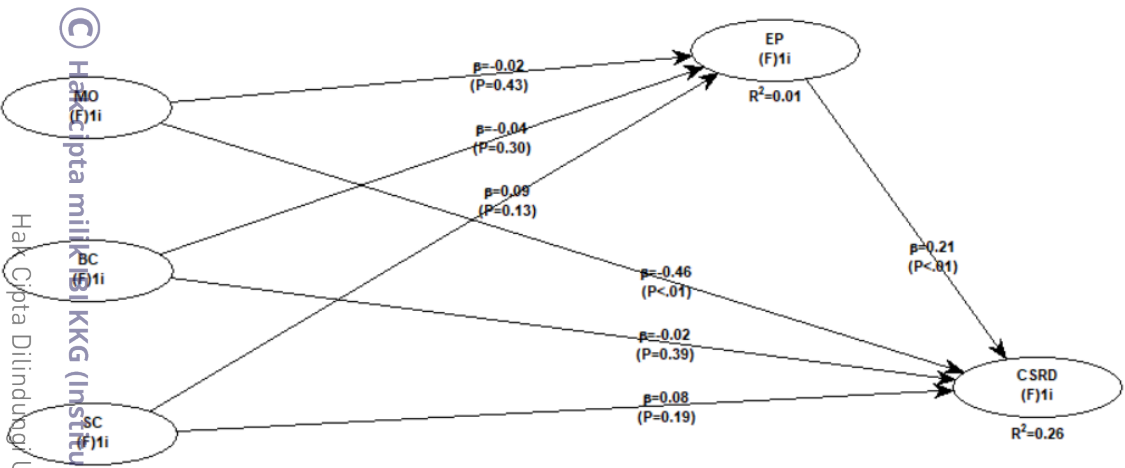 © Hak cipta milik IBI KKG (Institu
Hak Cipta Dilindungi U
MO
(F)1i
BC
(F)1i
SC
(F)1i
EP
(F)1i
R²=0.01
β=-0.02
(P=0.43)
β=-0.04
(P=0.30)
β=0.09
(P=0.13)
β=-0.46
(P<.01)
β=-0.02
(P=0.39)
β=0.08
(P=0.19)
β=0.21
(P<.01)
CSRD
(F)1i
R²=0.26